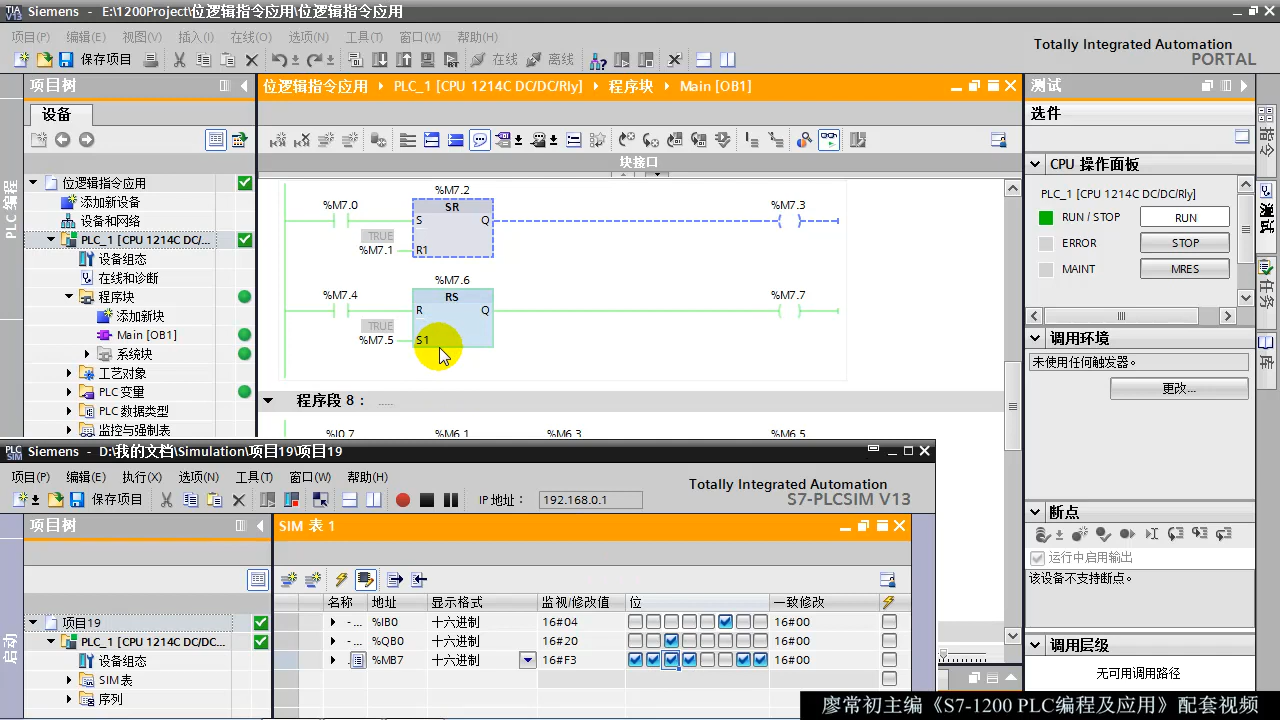 TIA V13 Siemens - E:\1200Project\位逻辑指令应用\位逻辑指令应用
项目(P) 编辑(E) 视图(V) 插入(I) 在线(O) 选项(N) 工具(T) 窗口(W) 帮助(H)
Totally Integrated Automation
PORTAL
保存项目 在线 离线
项目树
位逻辑指令应用 PLC_1 [CPU 1214C DC/DC/Rly] 程序块 Main [OB1]
测试
设备
选件
PLC 编程
块接口
位逻辑指令应用
添加新设备
设备和网络
PLC_1 [CPU 1214C DC/...
设备组态
在线和诊断
程序块
添加新块
Main [OB1]
系统块
工艺对象
PLC 变量
PLC 数据类型
监控与强制表
%M7.2
%M7.0 SR %M7.3
S Q
TRUE
%M7.1 R1
%M7.6
%M7.4 RS %M7.7
R Q
TRUE
%M7.5 S1
程序段 8： .....
%I0.7 %M6.1 %M6.3 %M6.5
CPU 操作面板
PLC_1 [CPU 1214C DC/DC/Rly]
RUN / STOP RUN
ERROR STOP
MAINT MRES
调用环境
未使用任何触发器。
更改...
断点
运行中启用输出
该设备不支持断点。
调用层级
无可用调用路径
指令
测试
任务
库
PLC SIM Siemens - D:\我的文档\Simulation\项目19\项目19
项目(P) 编辑(E) 执行(X) 选项(N) 工具(T) 窗口(W) 帮助(H)
Totally Integrated Automation
S7-PLCSIM V13
保存项目 IP 地址： 192.168.0.1
项目树
SIM 表 1
启动
项目19
PLC_1 [CPU 1214C DC/DC...
设备组态
SIM表
序列
名称 地址 显示格式 监视/修改值 位 一致修改
- ... %IB0 十六进制 16#04 16#00
- ... %QB0 十六进制 16#20 16#00
%MB7 十六进制 16#F3 16#00
廖常初主编《S7-1200 PLC编程及应用》配套视频